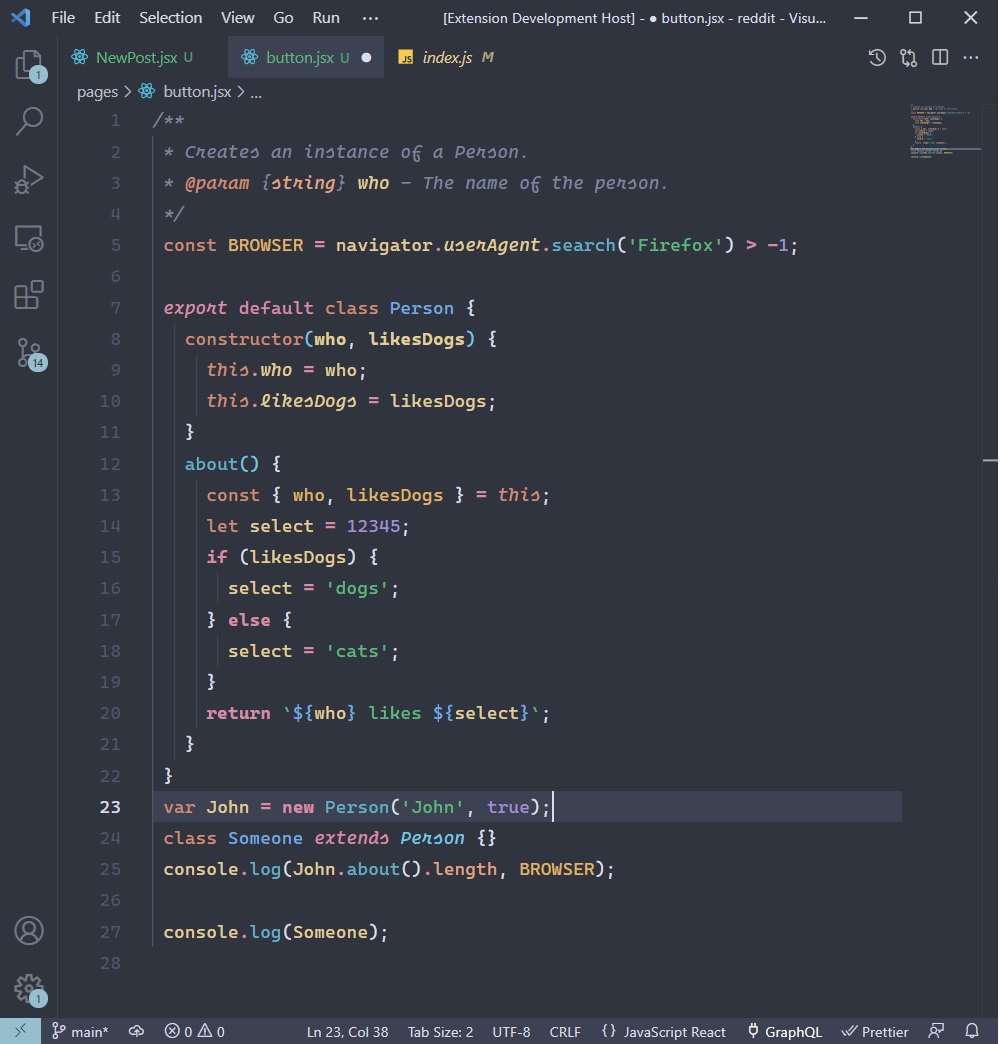 File Edit Selection View Go Run ··· [Extension Development Host] - ● button.jsx - reddit - Visu...
NewPost.jsx U button.jsx U ● JS index.js M
pages > button.jsx > ...
1 /**
2 * Creates an instance of a Person.
3 * @param {string} who - The name of the person.
4 */
5 const BROWSER = navigator.userAgent.search('Firefox') > -1;
6
7 export default class Person {
8 constructor(who, likesDogs) {
9 this.who = who;
10 this.likesDogs = likesDogs;
11 }
12 about() {
13 const { who, likesDogs } = this;
14 let select = 12345;
15 if (likesDogs) {
16 select = 'dogs';
17 } else {
18 select = 'cats';
19 }
20 return `${who} likes ${select}`;
21 }
22 }
23 var John = new Person('John', true);
24 class Someone extends Person {}
25 console.log(John.about().length, BROWSER);
26
27 console.log(Someone);
28
1
14
1
main* 0 0 Ln 23, Col 38 Tab Size: 2 UTF-8 CRLF {} JavaScript React GraphQL Prettier